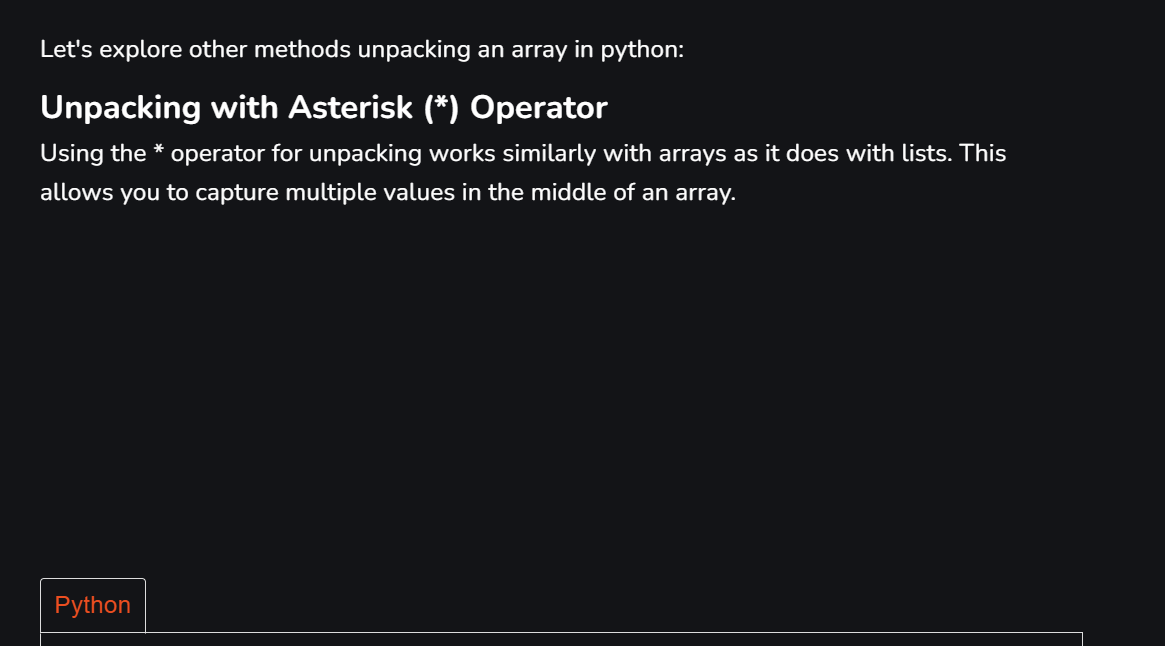 Let's explore other methods unpacking an array in python:
Unpacking with Asterisk (*) Operator
Using the * operator for unpacking works similarly with arrays as it does with lists. This
allows you to capture multiple values in the middle of an array.
Python